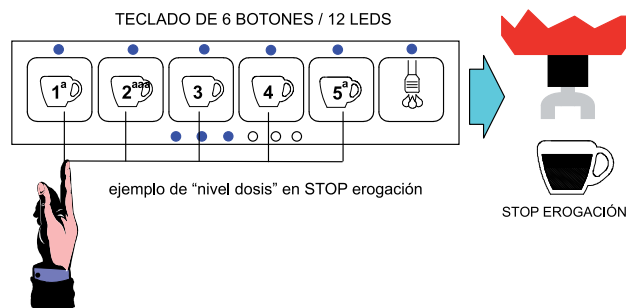 TECLADO DE 6 BOTONES / 12 LEDS
1ª 2ªªª 3 4 5ª
ejemplo de “nivel dosis” en STOP erogación
STOP EROGACIÓN